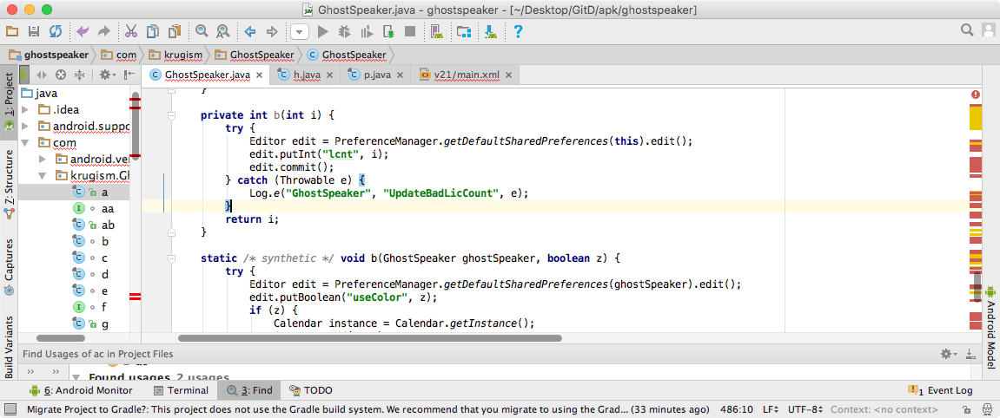 GhostSpeaker.java - ghostspeaker - [~/Desktop/GitD/apk/ghostspeaker]
ghostspeaker com krugism GhostSpeaker GhostSpeaker
GhostSpeaker.java h.java p.java v21/main.xml
1: Project
Z: Structure
Captures
Build Variants
java
.idea
android.suppo
com
android.ve
krugism.Gh
a
aa
ab
b
c
d
e
f
g
}
private int b(int i) {
try {
Editor edit = PreferenceManager.getDefaultSharedPreferences(this).edit();
edit.putInt("lcnt", i);
edit.commit();
} catch (Throwable e) {
Log.e("GhostSpeaker", "UpdateBadLicCount", e);
}
return i;
}
static /* synthetic */ void b(GhostSpeaker ghostSpeaker, boolean z) {
try {
Editor edit = PreferenceManager.getDefaultSharedPreferences(ghostSpeaker).edit();
edit.putBoolean("useColor", z);
if (z) {
Calendar instance = Calendar.getInstance();
Android Model
Find Usages of ac in Project Files
Found usages 2 usages
6: Android Monitor Terminal 3: Find TODO 1 Event Log
Migrate Project to Gradle?: This project does not use the Gradle build system. We recommend that you migrate to using the Grad... (33 minutes ago) 486:10 LF UTF-8 Context: <no context>